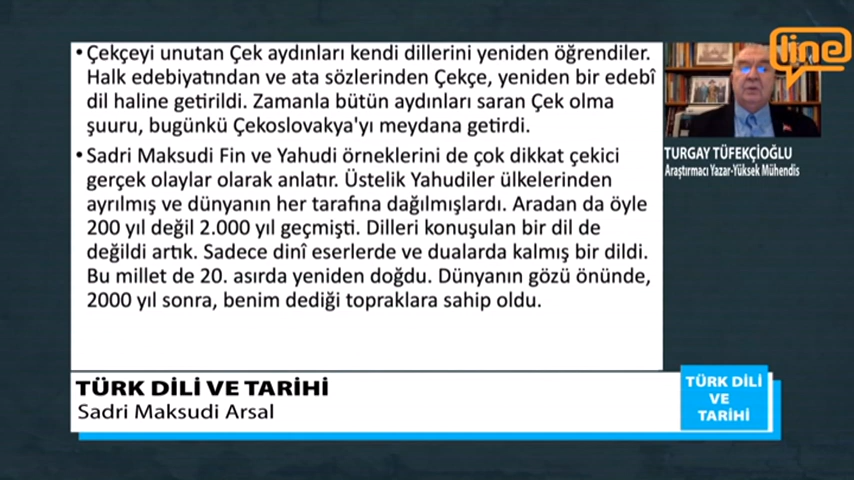 • Çekçeyi unutan Çek aydınları kendi dillerini yeniden öğrendiler.
Halk edebiyatından ve ata sözlerinden Çekçe, yeniden bir edebî
dil haline getirildi. Zamanla bütün aydınları saran Çek olma
şuuru, bugünkü Çekoslovakya'yı meydana getirdi.
• Sadri Maksudi Fin ve Yahudi örneklerini de çok dikkat çekici
gerçek olaylar olarak anlatır. Üstelik Yahudiler ülkelerinden
ayrılmış ve dünyanın her tarafına dağılmışlardı. Aradan da öyle
200 yıl değil 2.000 yıl geçmişti. Dilleri konuşulan bir dil de
değildi artık. Sadece dinî eserlerde ve dualarda kalmış bir dildi.
Bu millet de 20. asırda yeniden doğdu. Dünyanın gözü önünde,
2000 yıl sonra, benim dediği topraklara sahip oldu.
line
TURGAY TÜFEKÇİOĞLU
Araştırmacı Yazar-Yüksek Mühendis
TÜRK DİLİ VE TARİHİ
Sadri Maksudi Arsal
TÜRK DİLİ
VE
TARİHİ